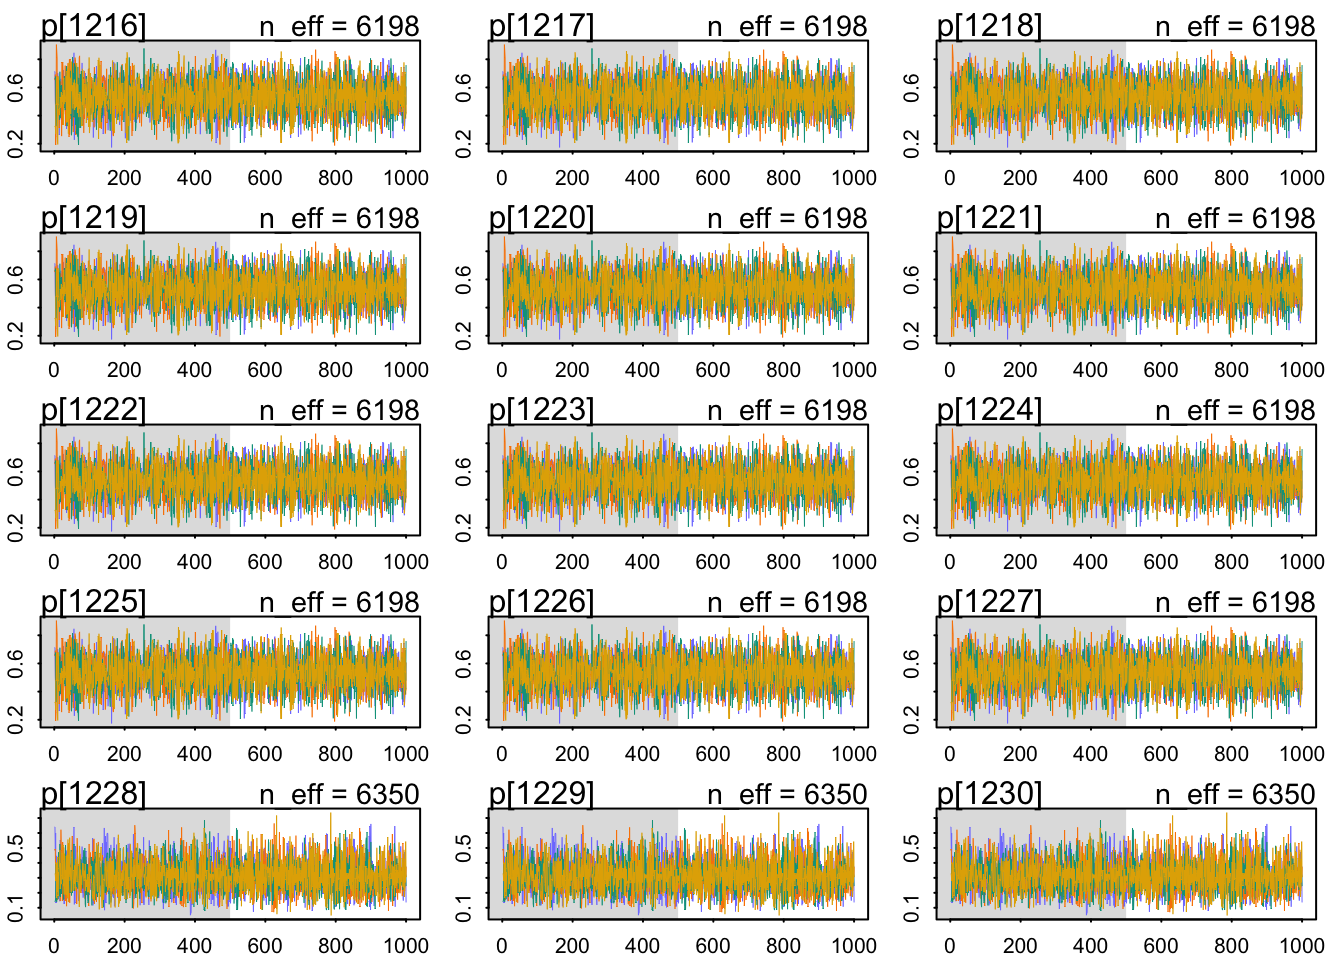 p[1216] n_eff = 6198 p[1217] n_eff = 6198 p[1218] n_eff = 6198
0.2 0.6 0.2 0.6 0.2 0.6
0 200 400 600 800 1000 0 200 400 600 800 1000 0 200 400 600 800 1000
p[1219] n_eff = 6198 p[1220] n_eff = 6198 p[1221] n_eff = 6198
0.2 0.6 0.2 0.6 0.2 0.6
0 200 400 600 800 1000 0 200 400 600 800 1000 0 200 400 600 800 1000
p[1222] n_eff = 6198 p[1223] n_eff = 6198 p[1224] n_eff = 6198
0.2 0.6 0.2 0.6 0.2 0.6
0 200 400 600 800 1000 0 200 400 600 800 1000 0 200 400 600 800 1000
p[1225] n_eff = 6198 p[1226] n_eff = 6198 p[1227] n_eff = 6198
0.2 0.6 0.2 0.6 0.2 0.6
0 200 400 600 800 1000 0 200 400 600 800 1000 0 200 400 600 800 1000
p[1228] n_eff = 6350 p[1229] n_eff = 6350 p[1230] n_eff = 6350
0.1 0.5 0.1 0.5 0.1 0.5
0 200 400 600 800 1000 0 200 400 600 800 1000 0 200 400 600 800 1000